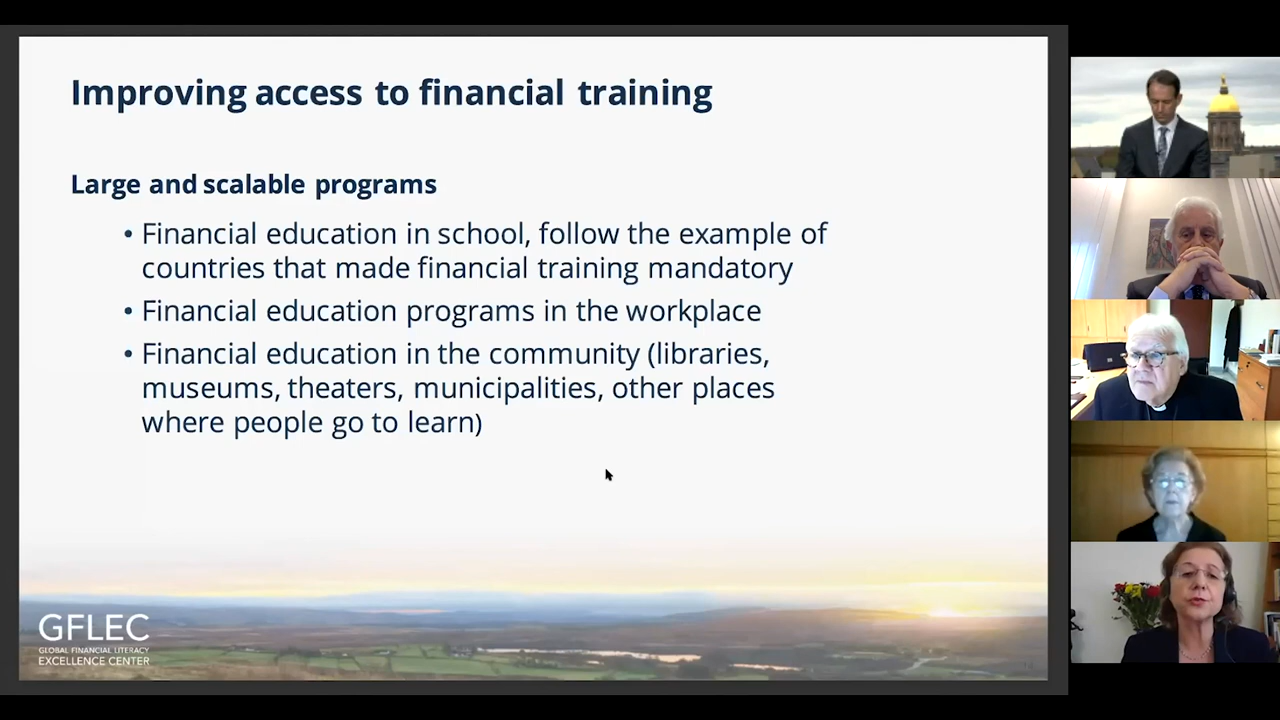 Improving access to financial training
Large and scalable programs
• Financial education in school, follow the example of
countries that made financial training mandatory
• Financial education programs in the workplace
• Financial education in the community (libraries,
museums, theaters, municipalities, other places
where people go to learn)
GFLEC
GLOBAL FINANCIAL LITERACY
EXCELLENCE CENTER